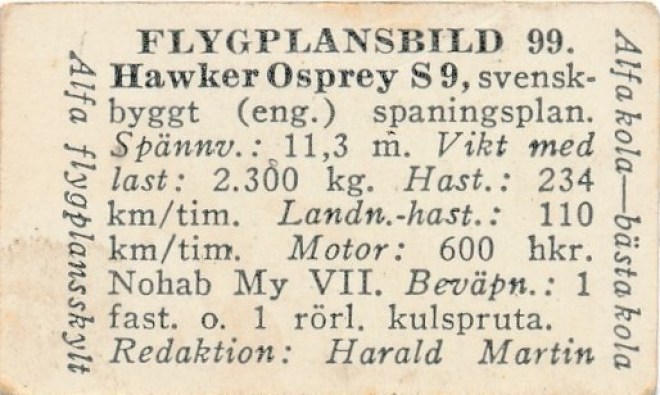 FLYGPLANSBILD 99.
Hawker Osprey S 9, svensk-
byggt (eng.) spaningsplan.
Spännv.: 11,3 m. Vikt med
last: 2.300 kg. Hast.: 234
km/tim. Landn.-hast.: 110
km/tim. Motor: 600 hkr.
Nohab My VII. Beväpn.: 1
fast. o. 1 rörl. kulspruta.
Redaktion: Harald Martin
Alfa flygplansskylt
Alfa kola—bästa kola